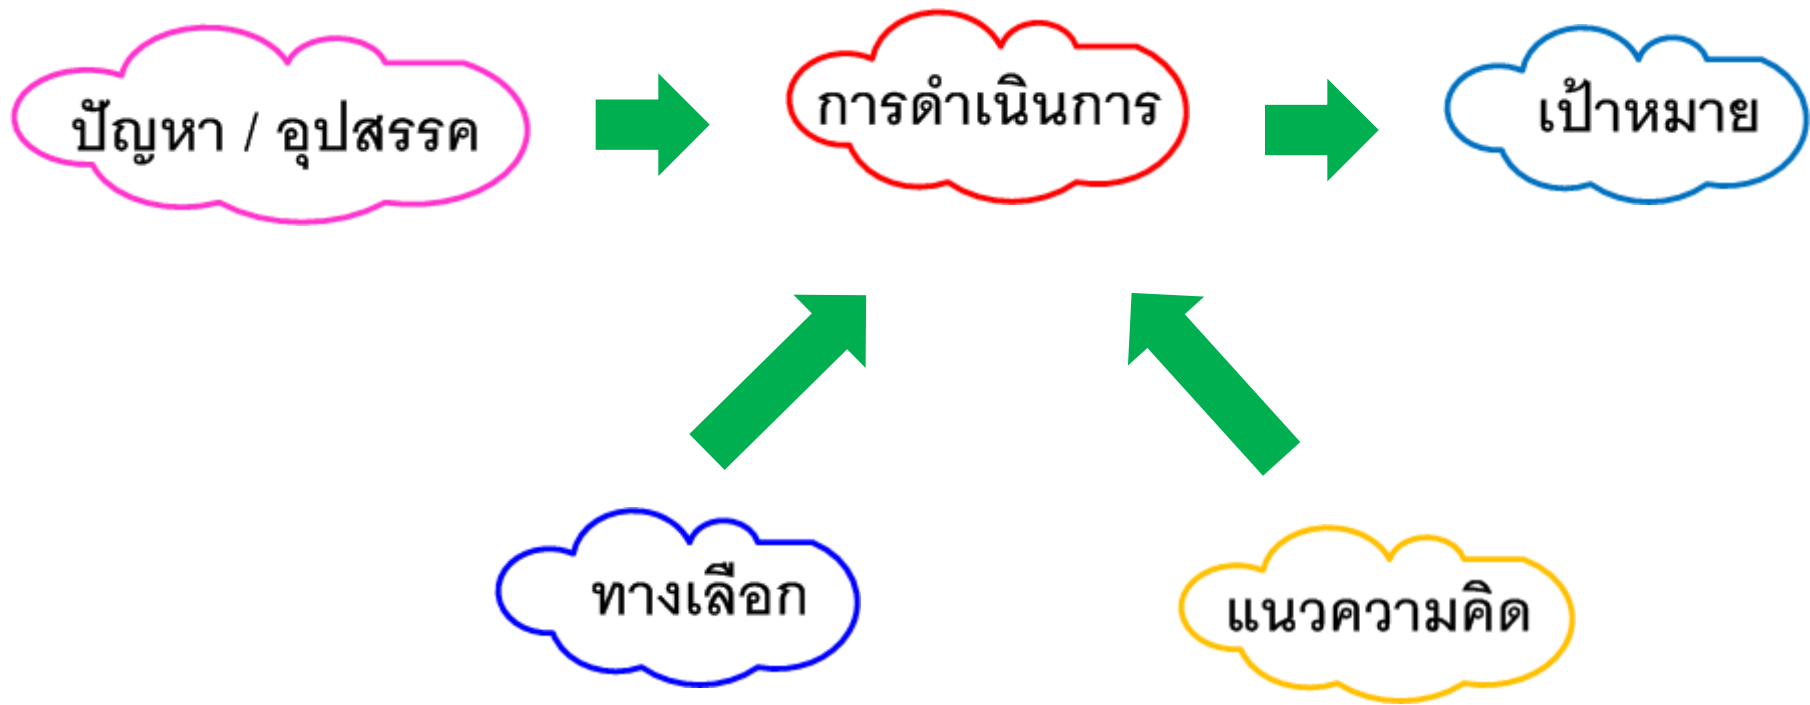 ปัญหา / อุปสรรค
การดำเนินการ
เป้าหมาย
ทางเลือก
แนวความคิด